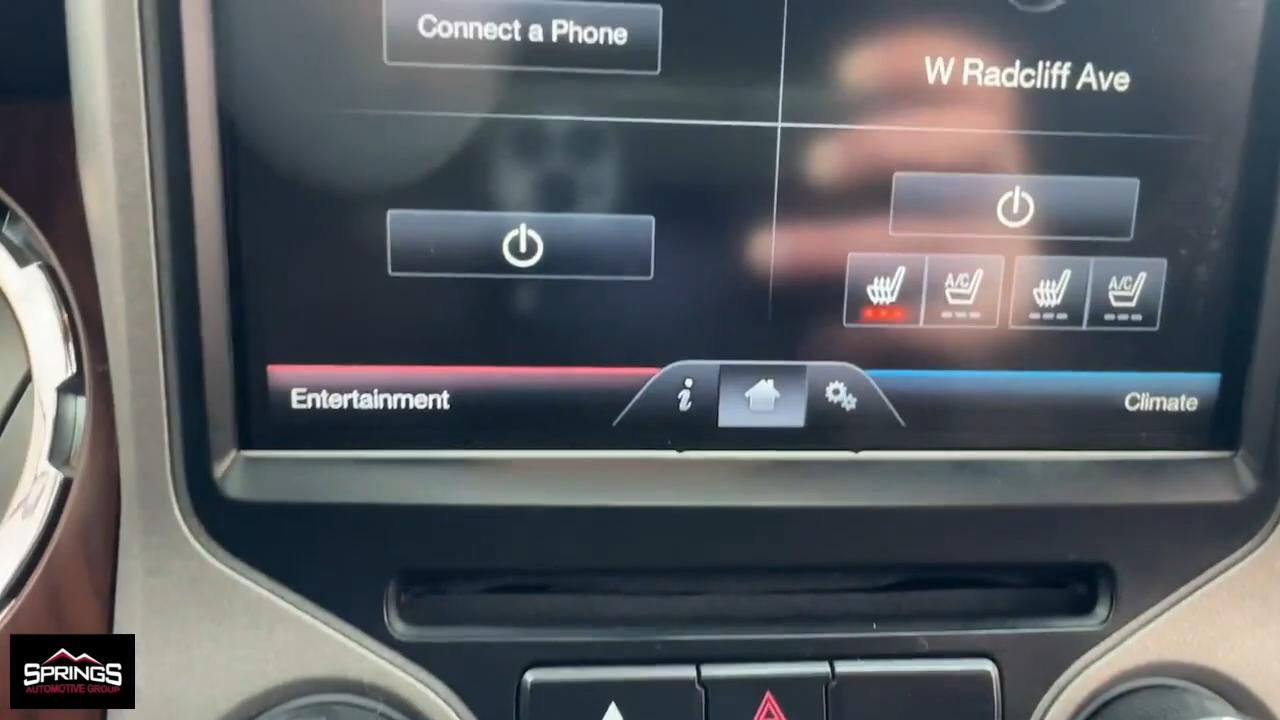 Connect a Phone
W Radcliff Ave
A/C
A/C
Entertainment
i
Climate
SPRINGS
AUTOMOTIVE GROUP